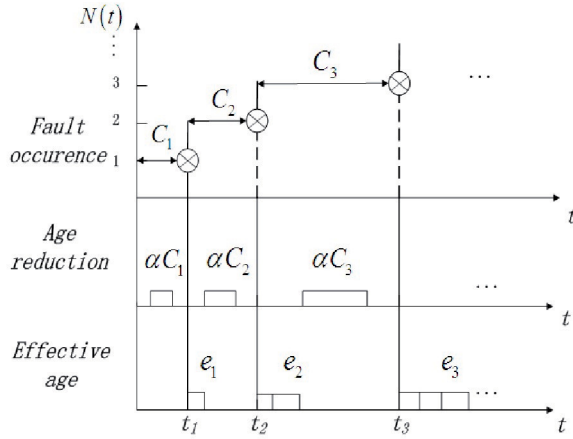 N(t)
⋮
3
C₃
...
2
C₂
Fault
occurence
C₁
1
t
Age
reduction
αC₁ αC₂ αC₃
...
t
Effective
age
e₁ e₂ e₃
...
t₁ t₂ t₃ t